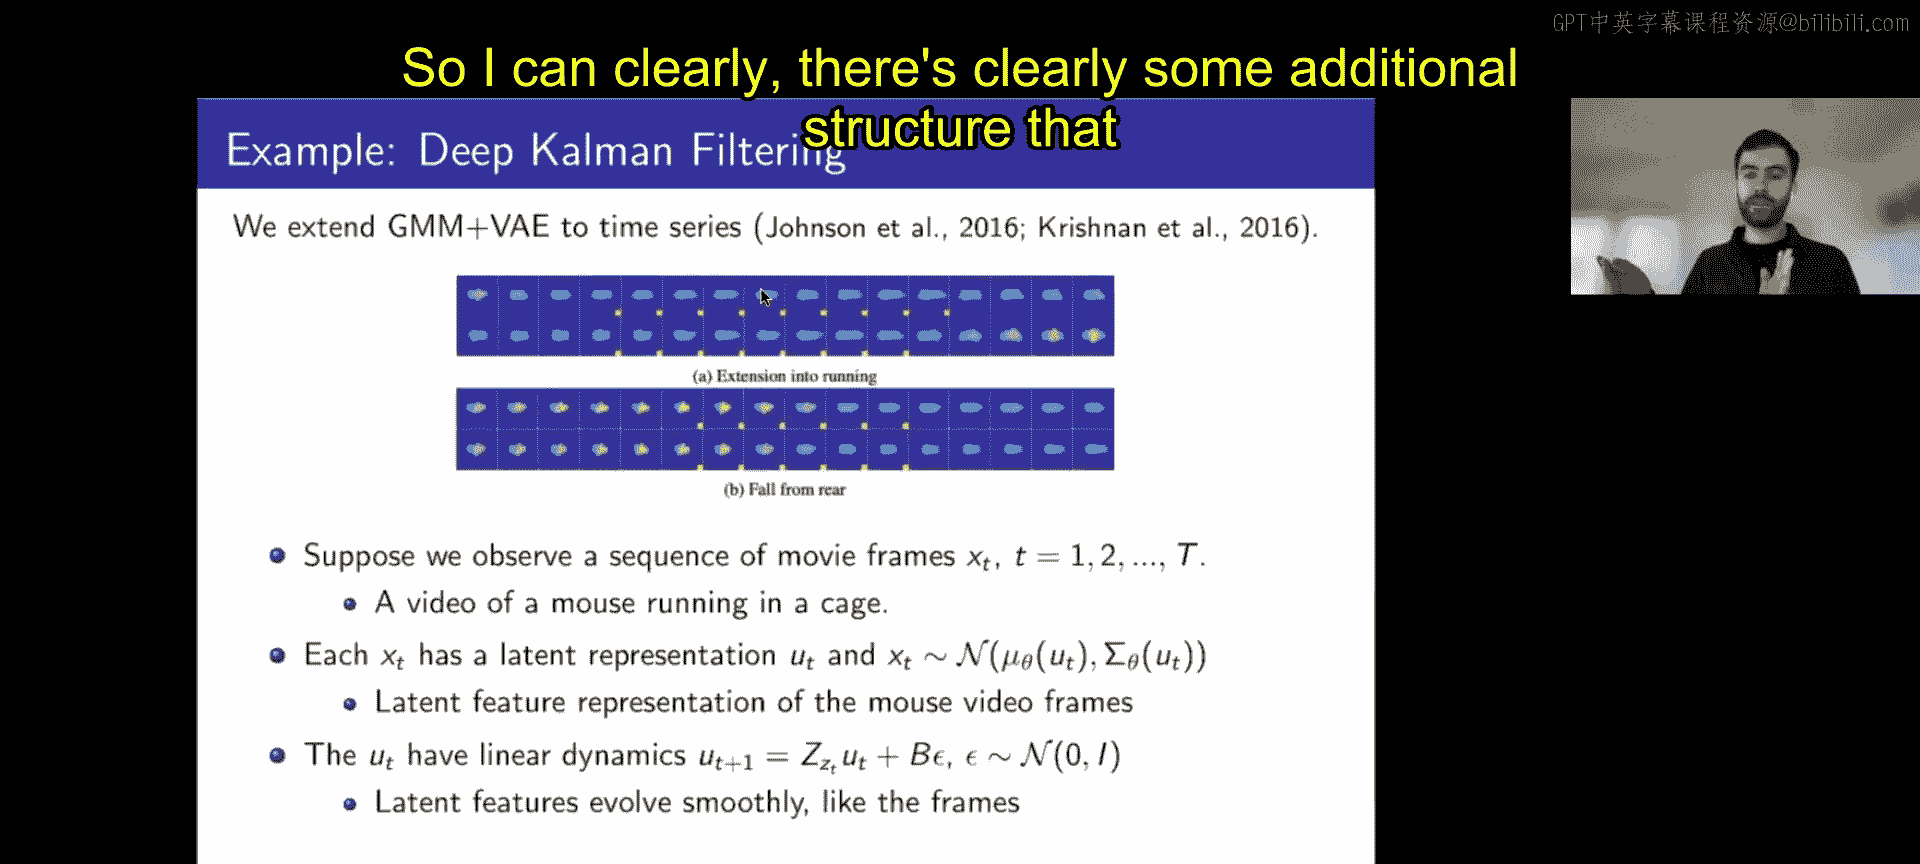 GPT中英字幕课程资源@bilibili.com
So I can clearly, there's clearly some additional
structure that
Example: Deep Kalman Filtering
We extend GMM+VAE to time series (Johnson et al., 2016; Krishnan et al., 2016).
(a) Extension into running
(b) Fall from rear
Suppose we observe a sequence of movie frames x_t, t = 1, 2, ..., T.
A video of a mouse running in a cage.
Each x_t has a latent representation u_t and x_t ∼ 𝒩(μ_θ(u_t), Σ_θ(u_t))
Latent feature representation of the mouse video frames
The u_t have linear dynamics u_{t+1} = Z_{z_t} u_t + Bϵ, ϵ ∼ 𝒩(0, I)
Latent features evolve smoothly, like the frames